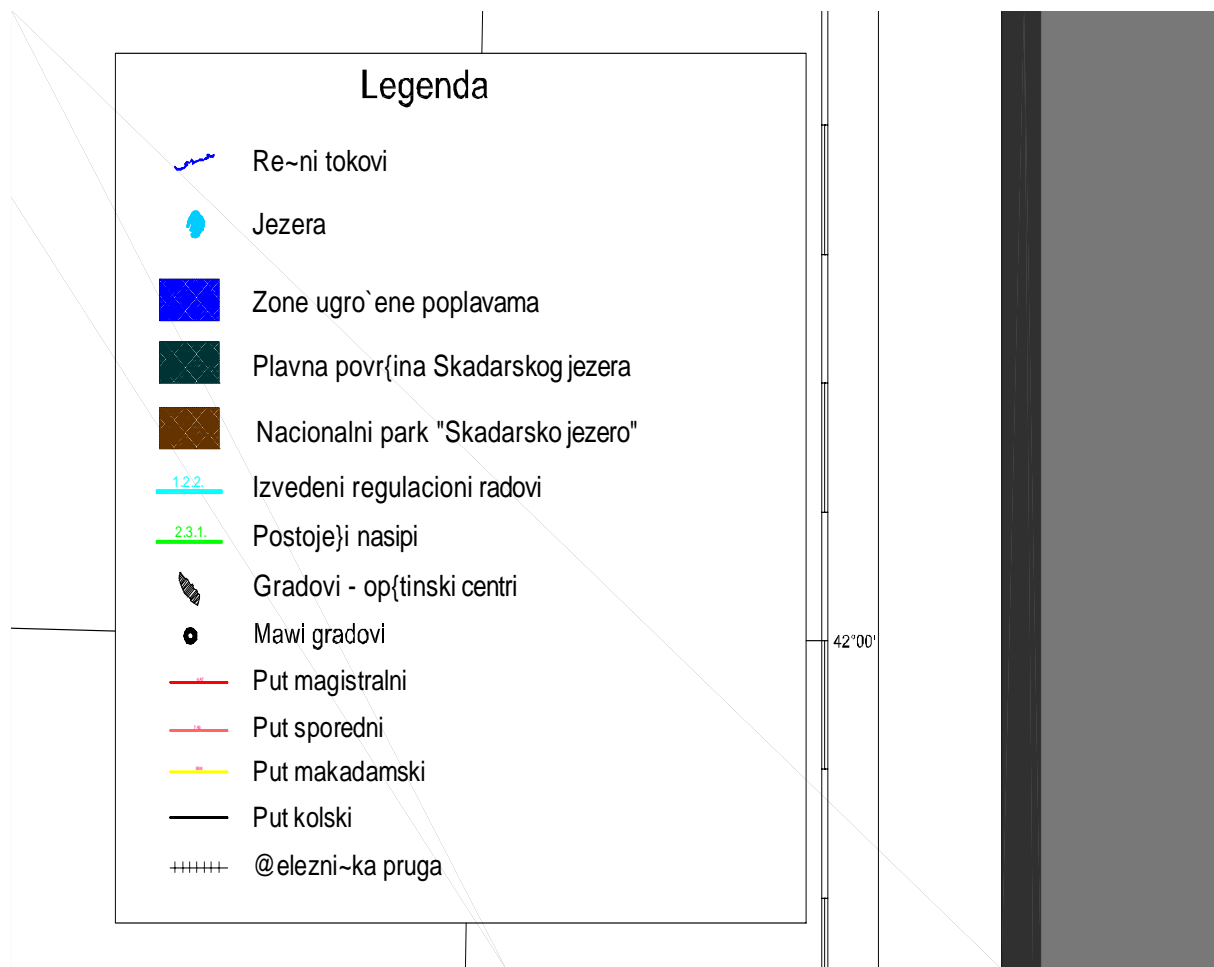 Legenda
Re~ni tokovi
Jezera
Zone ugro`ene poplavama
Plavna povr{ina Skadarskog jezera
Nacionalni park "Skadarsko jezero"
1.2.2.
Izvedeni regulacioni radovi
2.3.1.
Postoje}i nasipi
Gradovi - op{tinski centri
Mawi gradovi
42°00'
Put magistralni
Put sporedni
Put makadamski
Put kolski
@elezni~ka pruga